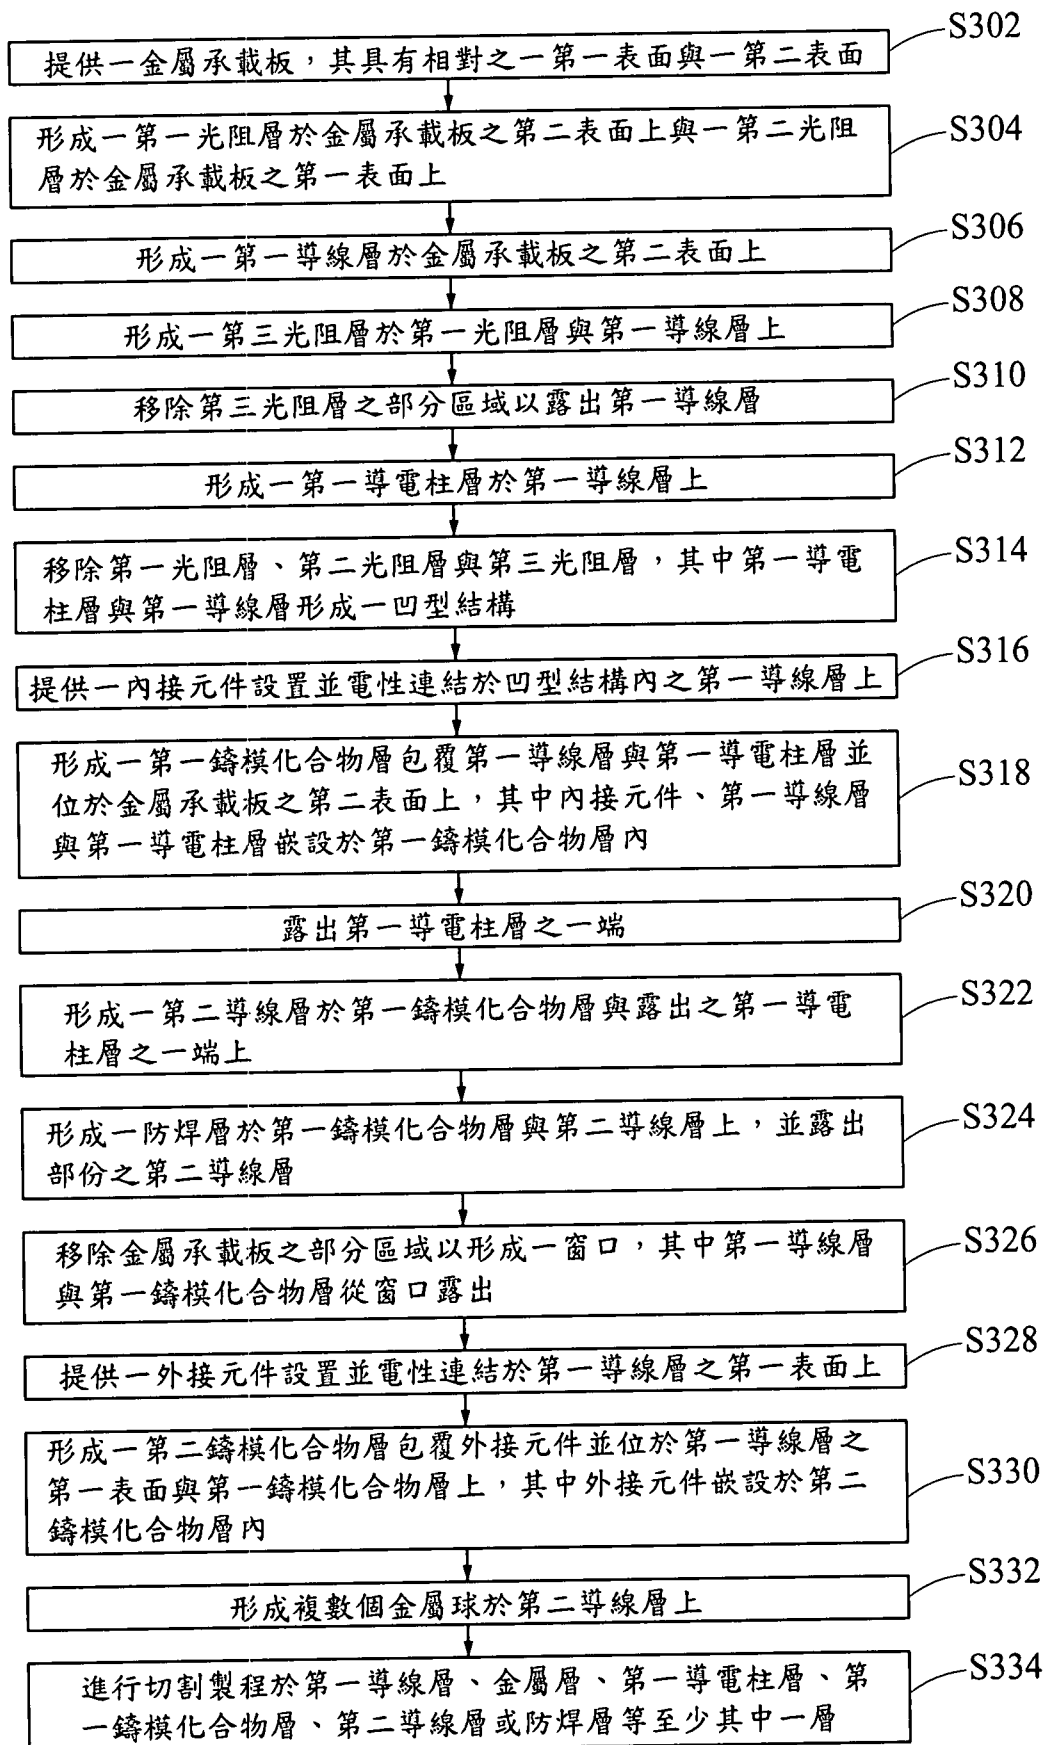 S302
提供一金屬承載板，其具有相對之一第一表面與一第二表面
S304
形成一第一光阻層於金屬承載板之第二表面上與一第二光阻
層於金屬承載板之第一表面上
S306
形成一第一導線層於金屬承載板之第二表面上
S308
形成一第三光阻層於第一光阻層與第一導線層上
S310
移除第三光阻層之部分區域以露出第一導線層
S312
形成一第一導電柱層於第一導線層上
S314
移除第一光阻層、第二光阻層與第三光阻層，其中第一導電
柱層與第一導線層形成一凹型結構
S316
提供一內接元件設置並電性連結於凹型結構內之第一導線層上
S318
形成一第一鑄模化合物層包覆第一導線層與第一導電柱層並
位於金屬承載板之第二表面上，其中內接元件、第一導線層
與第一導電柱層嵌設於第一鑄模化合物層內
S320
露出第一導電柱層之一端
S322
形成一第二導線層於第一鑄模化合物層與露出之第一導電
柱層之一端上
S324
形成一防焊層於第一鑄模化合物層與第二導線層上，並露出
部份之第二導線層
S326
移除金屬承載板之部分區域以形成一窗口，其中第一導線層
與第一鑄模化合物層從窗口露出
S328
提供一外接元件設置並電性連結於第一導線層之第一表面上
S330
形成一第二鑄模化合物層包覆外接元件並位於第一導線層之
第一表面與第一鑄模化合物層上，其中外接元件嵌設於第二
鑄模化合物層內
S332
形成複數個金屬球於第二導線層上
S334
進行切割製程於第一導線層、金屬層、第一導電柱層、第
一鑄模化合物層、第二導線層或防焊層等至少其中一層